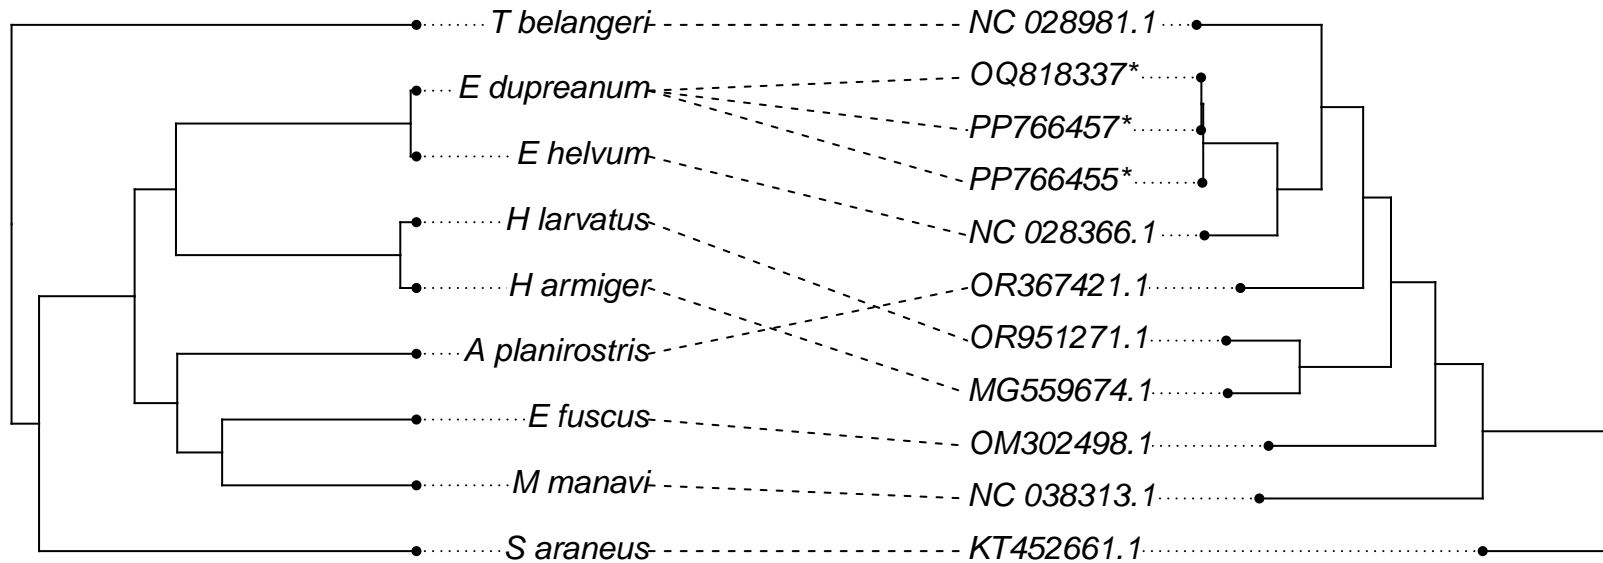 T belangeri
E dupreanum
E helvum
H larvatus
H armiger
A planirostris
E fuscus
M manavi
S araneus
NC 028981.1
OQ818337*
PP766457*
PP766455*
NC 028366.1
OR367421.1
OR951271.1
MG559674.1
OM302498.1
NC 038313.1
KT452661.1